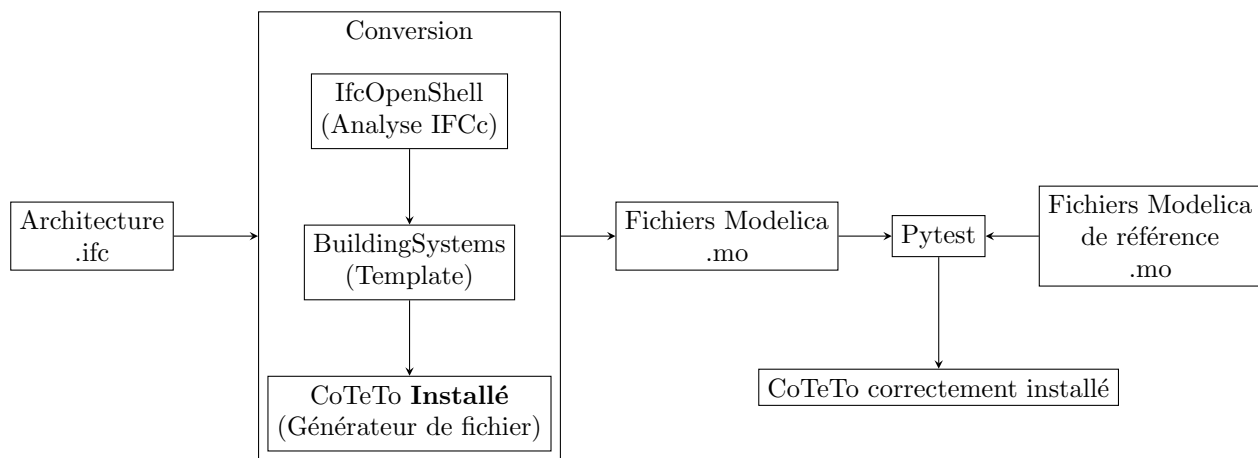 Conversion
IfcOpenShell
(Analyse IFCc)
Architecture
.ifc
BuildingSystems
(Template)
CoTeTo Installé
(Générateur de fichier)
Fichiers Modelica
.mo
Pytest
Fichiers Modelica
de référence
.mo
CoTeTo correctement installé